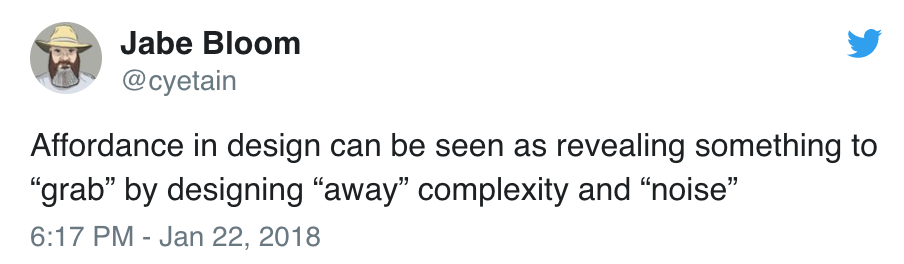 Jabe Bloom
@cyetain
Affordance in design can be seen as revealing something to
“grab” by designing “away” complexity and “noise”
6:17 PM - Jan 22, 2018